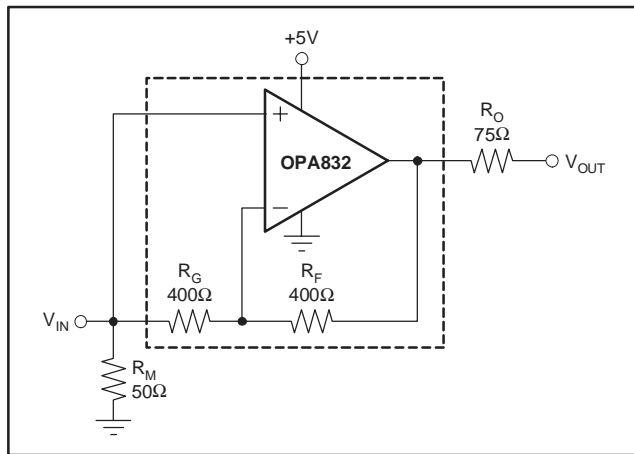 +5V
R_O
75Ω
+
OPA832
V_OUT
−
R_G
400Ω
R_F
400Ω
V_IN
R_M
50Ω